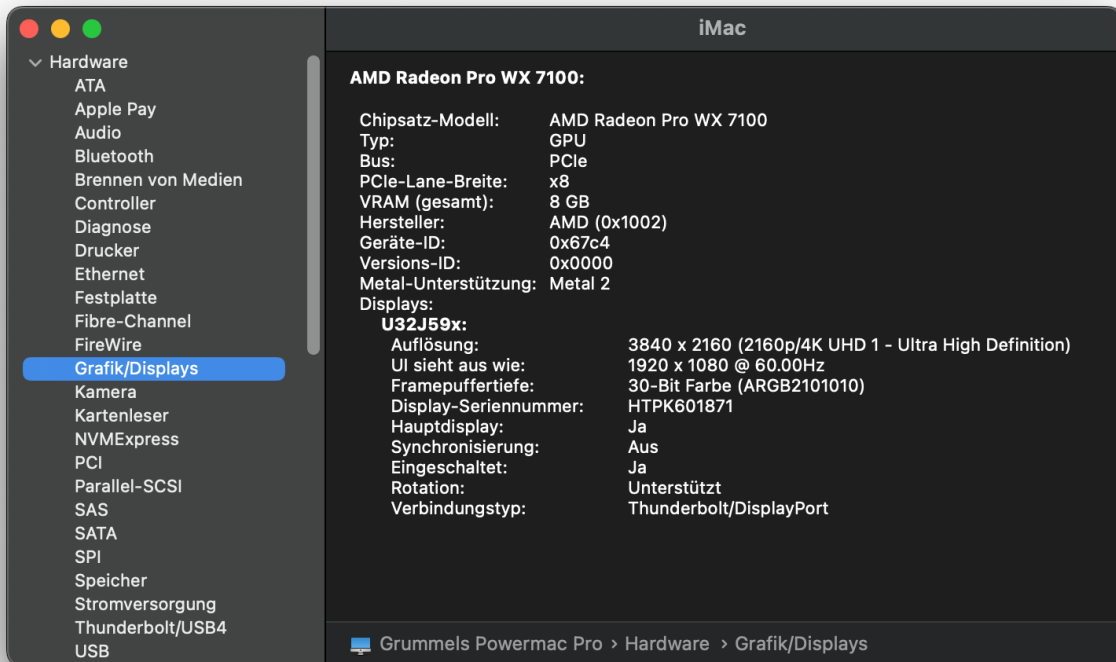 iMac
Hardware
ATA
Apple Pay
Audio
Bluetooth
Brennen von Medien
Controller
Diagnose
Drucker
Ethernet
Festplatte
Fibre-Channel
FireWire
Grafik/Displays
Kamera
Kartenleser
NVMExpress
PCI
Parallel-SCSI
SAS
SATA
SPI
Speicher
Stromversorgung
Thunderbolt/USB4
USB
AMD Radeon Pro WX 7100:
Chipsatz-Modell: AMD Radeon Pro WX 7100
Typ: GPU
Bus: PCIe
PCIe-Lane-Breite: x8
VRAM (gesamt): 8 GB
Hersteller: AMD (0x1002)
Geräte-ID: 0x67c4
Versions-ID: 0x0000
Metal-Unterstützung: Metal 2
Displays:
U32J59x:
Auflösung: 3840 x 2160 (2160p/4K UHD 1 - Ultra High Definition)
UI sieht aus wie: 1920 x 1080 @ 60.00Hz
Framepuffertiefe: 30-Bit Farbe (ARGB2101010)
Display-Seriennummer: HTPK601871
Hauptdisplay: Ja
Synchronisierung: Aus
Eingeschaltet: Ja
Rotation: Unterstützt
Verbindungstyp: Thunderbolt/DisplayPort
Grummels Powermac Pro › Hardware › Grafik/Displays